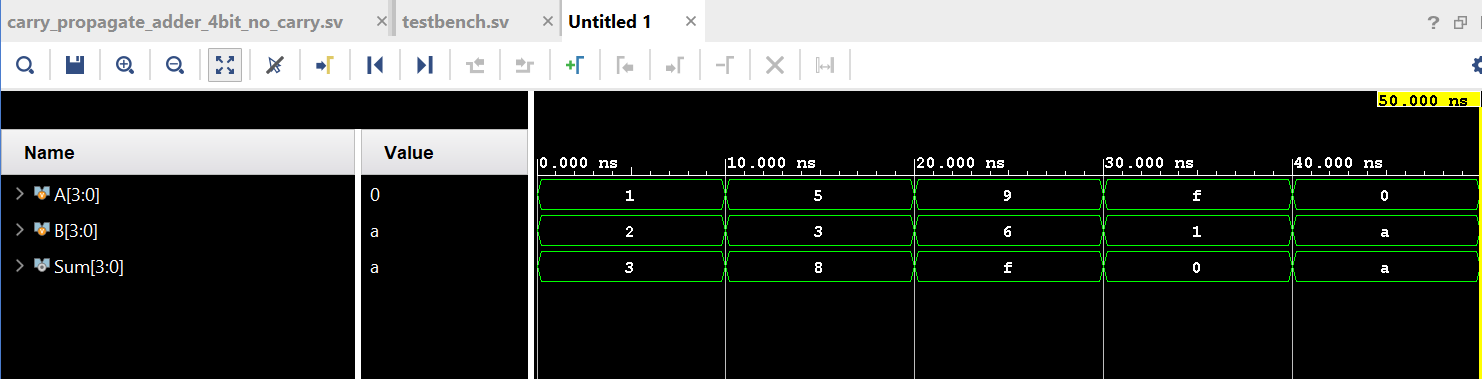 carry_propagate_adder_4bit_no_carry.sv × testbench.sv × Untitled 1 × ?
50.000 ns
Name Value
0.000 ns 10.000 ns 20.000 ns 30.000 ns 40.000 ns
A[3:0] 0 1 5 9 f 0
B[3:0] a 2 3 6 1 a
Sum[3:0] a 3 8 f 0 a